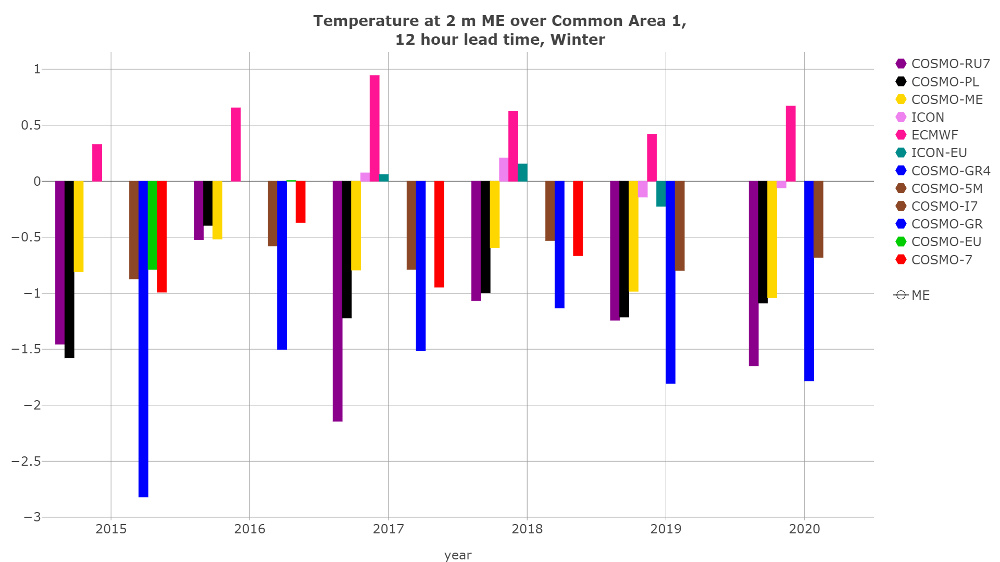 Temperature at 2 m ME over Common Area 1,
12 hour lead time, Winter
1
0.5
0
−0.5
−1
−1.5
−2
−2.5
−3
2015
2016
2017
2018
2019
2020
year
COSMO-RU7
COSMO-PL
COSMO-ME
ICON
ECMWF
ICON-EU
COSMO-GR4
COSMO-5M
COSMO-I7
COSMO-GR
COSMO-EU
COSMO-7
ME